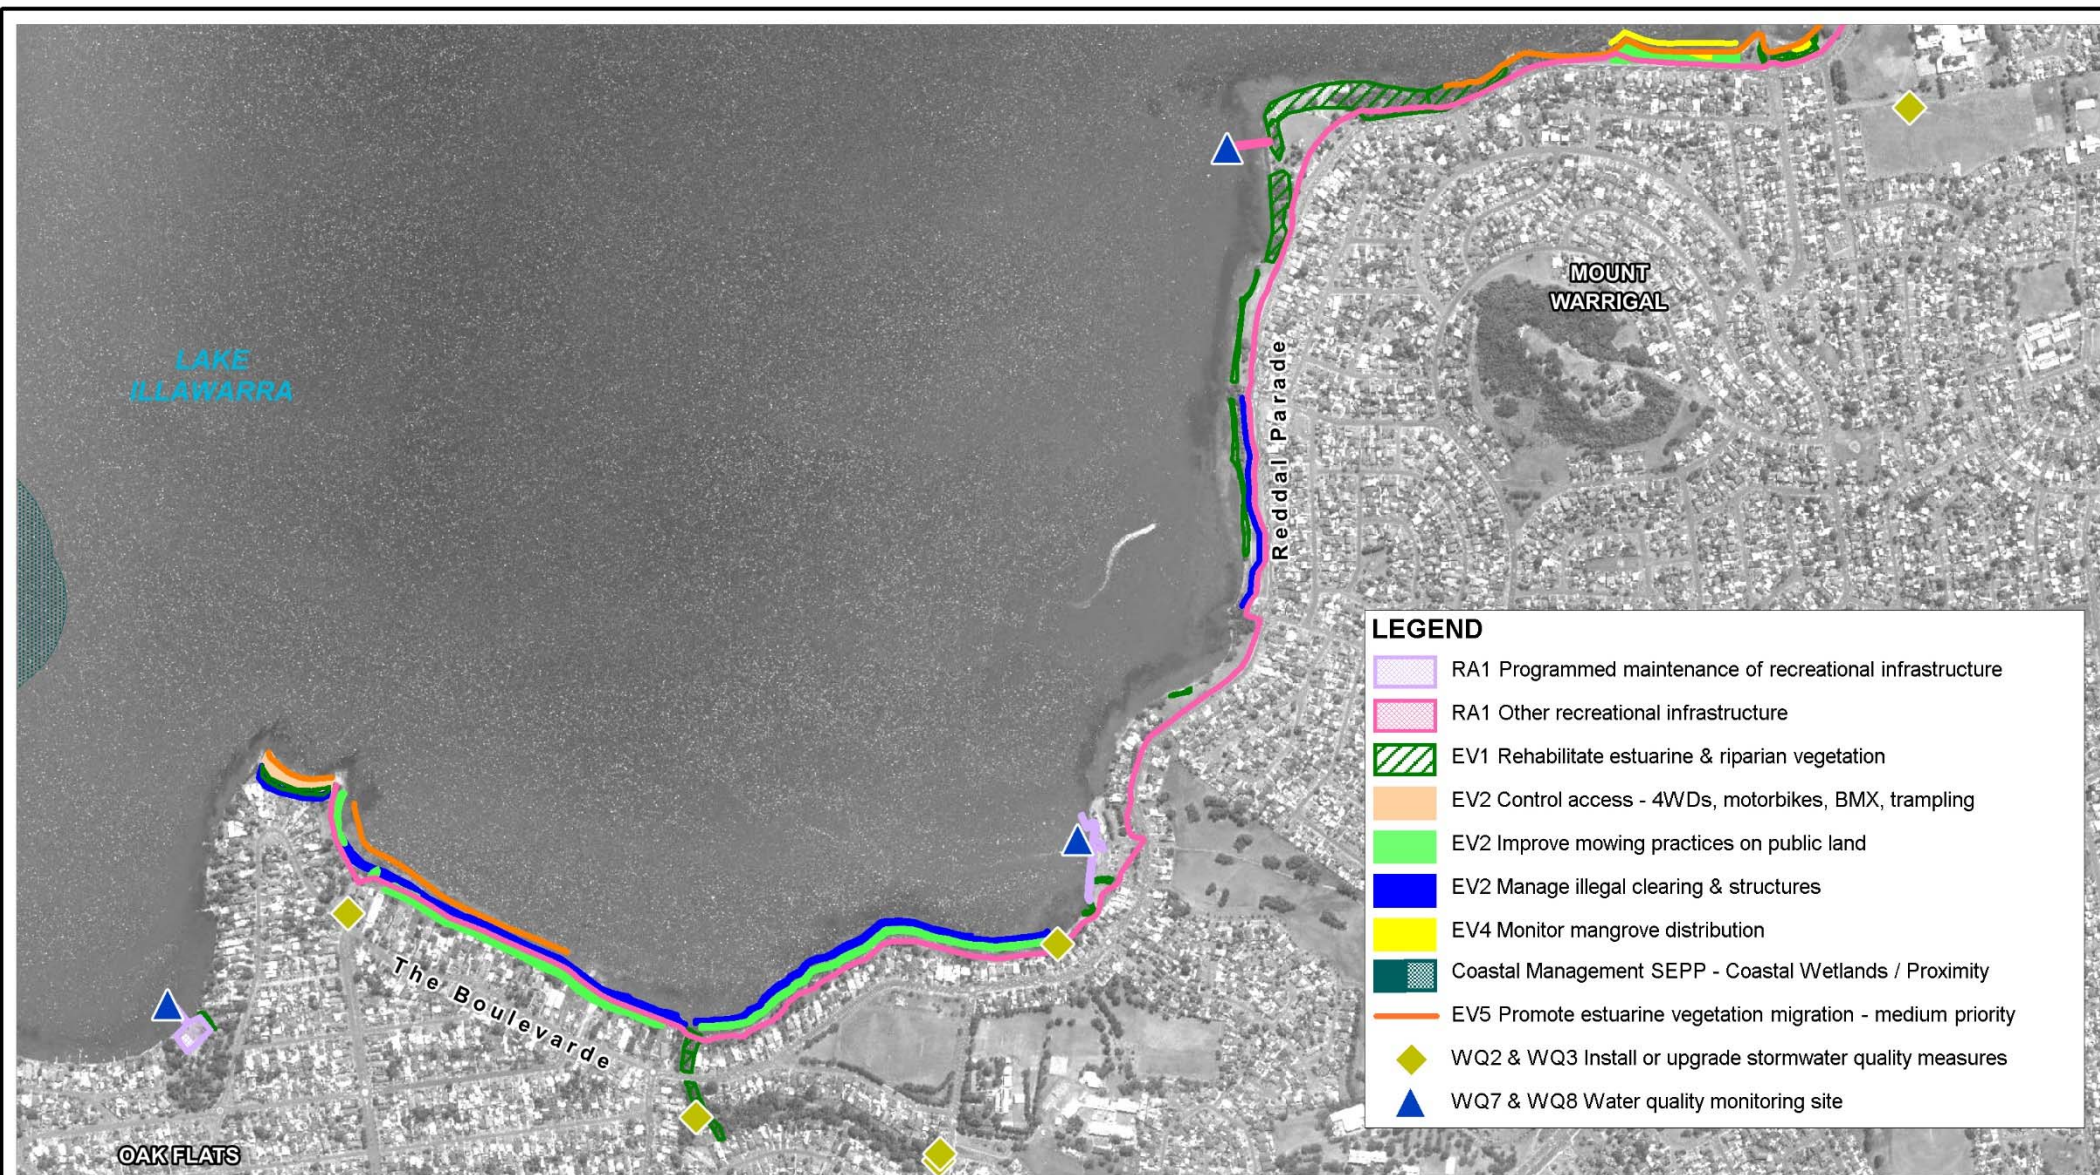 LAKE
ILLAWARRA
MOUNT
WARRIGAL
Reddal Parade
The Boulevarde
OAK FLATS
LEGEND
RA1 Programmed maintenance of recreational infrastructure
RA1 Other recreational infrastructure
EV1 Rehabilitate estuarine & riparian vegetation
EV2 Control access - 4WDs, motorbikes, BMX, trampling
EV2 Improve mowing practices on public land
EV2 Manage illegal clearing & structures
EV4 Monitor mangrove distribution
Coastal Management SEPP - Coastal Wetlands / Proximity
EV5 Promote estuarine vegetation migration - medium priority
WQ2 & WQ3 Install or upgrade stormwater quality measures
WQ7 & WQ8 Water quality monitoring site